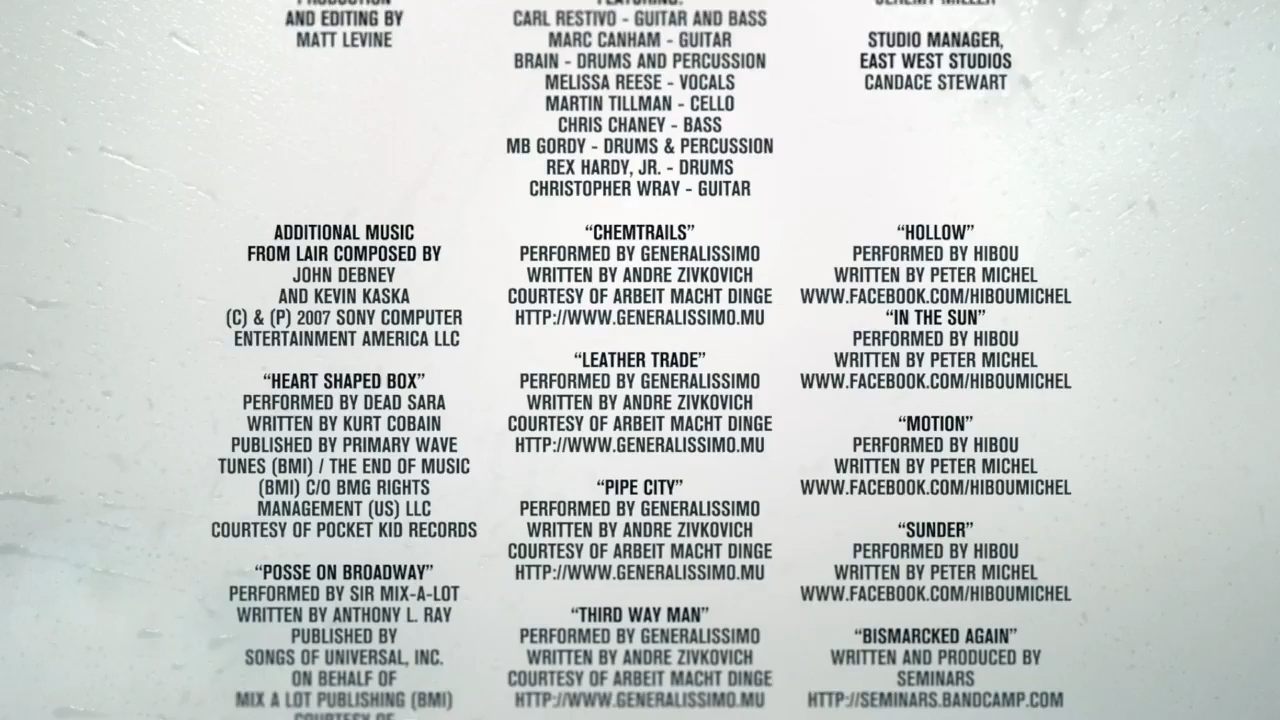 PRODUCTION
AND EDITING BY
MATT LEVINE
ADDITIONAL MUSIC
FROM LAIR COMPOSED BY
JOHN DEBNEY
AND KEVIN KASKA
(C) & (P) 2007 SONY COMPUTER
ENTERTAINMENT AMERICA LLC
“HEART SHAPED BOX”
PERFORMED BY DEAD SARA
WRITTEN BY KURT COBAIN
PUBLISHED BY PRIMARY WAVE
TUNES (BMI) / THE END OF MUSIC
(BMI) C/O BMG RIGHTS
MANAGEMENT (US) LLC
COURTESY OF POCKET KID RECORDS
“POSSE ON BROADWAY”
PERFORMED BY SIR MIX-A-LOT
WRITTEN BY ANTHONY L. RAY
PUBLISHED BY
SONGS OF UNIVERSAL, INC.
ON BEHALF OF
MIX A LOT PUBLISHING (BMI)
COURTESY OF
FEATURING:
CARL RESTIVO - GUITAR AND BASS
MARC CANHAM - GUITAR
BRAIN - DRUMS AND PERCUSSION
MELISSA REESE - VOCALS
MARTIN TILLMAN - CELLO
CHRIS CHANEY - BASS
MB GORDY - DRUMS & PERCUSSION
REX HARDY, JR. - DRUMS
CHRISTOPHER WRAY - GUITAR
“CHEMTRAILS”
PERFORMED BY GENERALISSIMO
WRITTEN BY ANDRE ZIVKOVICH
COURTESY OF ARBEIT MACHT DINGE
HTTP://WWW.GENERALISSIMO.MU
“LEATHER TRADE”
PERFORMED BY GENERALISSIMO
WRITTEN BY ANDRE ZIVKOVICH
COURTESY OF ARBEIT MACHT DINGE
HTTP://WWW.GENERALISSIMO.MU
“PIPE CITY”
PERFORMED BY GENERALISSIMO
WRITTEN BY ANDRE ZIVKOVICH
COURTESY OF ARBEIT MACHT DINGE
HTTP://WWW.GENERALISSIMO.MU
“THIRD WAY MAN”
PERFORMED BY GENERALISSIMO
WRITTEN BY ANDRE ZIVKOVICH
COURTESY OF ARBEIT MACHT DINGE
HTTP://WWW.GENERALISSIMO.MU
JEREMY MILLER
STUDIO MANAGER,
EAST WEST STUDIOS
CANDACE STEWART
“HOLLOW”
PERFORMED BY HIBOU
WRITTEN BY PETER MICHEL
WWW.FACEBOOK.COM/HIBOUMICHEL
“IN THE SUN”
PERFORMED BY HIBOU
WRITTEN BY PETER MICHEL
WWW.FACEBOOK.COM/HIBOUMICHEL
“MOTION”
PERFORMED BY HIBOU
WRITTEN BY PETER MICHEL
WWW.FACEBOOK.COM/HIBOUMICHEL
“SUNDER”
PERFORMED BY HIBOU
WRITTEN BY PETER MICHEL
WWW.FACEBOOK.COM/HIBOUMICHEL
“BISMARCKED AGAIN”
WRITTEN AND PRODUCED BY
SEMINARS
HTTP://SEMINARS.BANDCAMP.COM